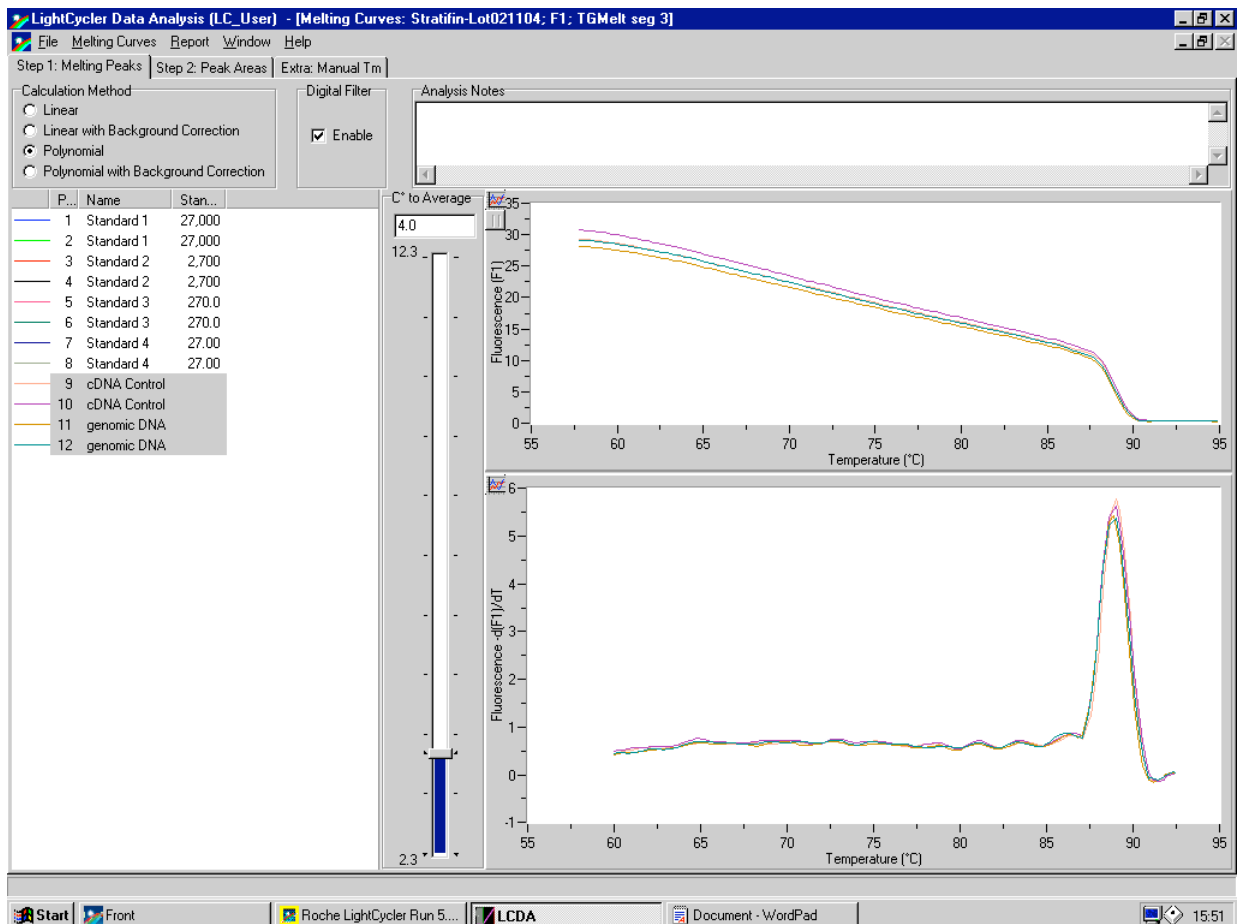 LightCycler Data Analysis (LC_User) - [Melting Curves: Stratifin-Lot021104; F1; TGMelt seg 3]
File Melting Curves Report Window Help
Step 1: Melting Peaks Step 2: Peak Areas Extra: Manual Tm
Calculation Method
Linear
Linear with Background Correction
Polynomial
Polynomial with Background Correction
Digital Filter
Enable
Analysis Notes
P... Name Stan...
1 Standard 1 27,000
2 Standard 1 27,000
3 Standard 2 2,700
4 Standard 2 2,700
5 Standard 3 270.0
6 Standard 3 270.0
7 Standard 4 27.00
8 Standard 4 27.00
9 cDNA Control
10 cDNA Control
11 genomic DNA
12 genomic DNA
C° to Average
4.0
12.3
2.3
Fluorescence (F1)
35
30
25
20
15
10
5
0
55 60 65 70 75 80 85 90 95
Temperature (°C)
Fluorescence -d(F1)/dT
6
5
4
3
2
1
0
-1
55 60 65 70 75 80 85 90 95
Temperature (°C)
Start Front Roche LightCycler Run 5.... LCDA Document - WordPad 15:51